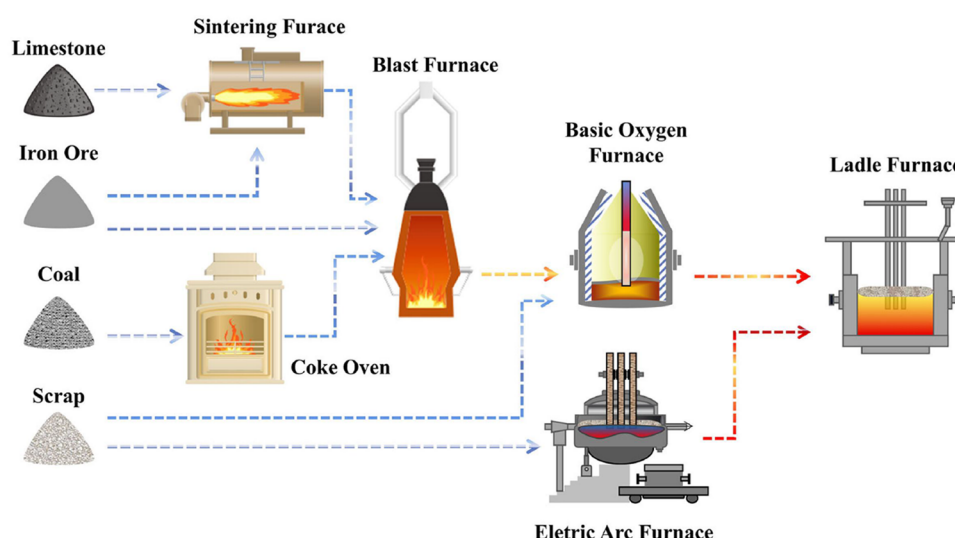 Limestone
Sintering Furace
Blast Furnace
Iron Ore
Basic Oxygen
Furnace
Ladle Furnace
Coal
Coke Oven
Scrap
Eletric Arc Furnace